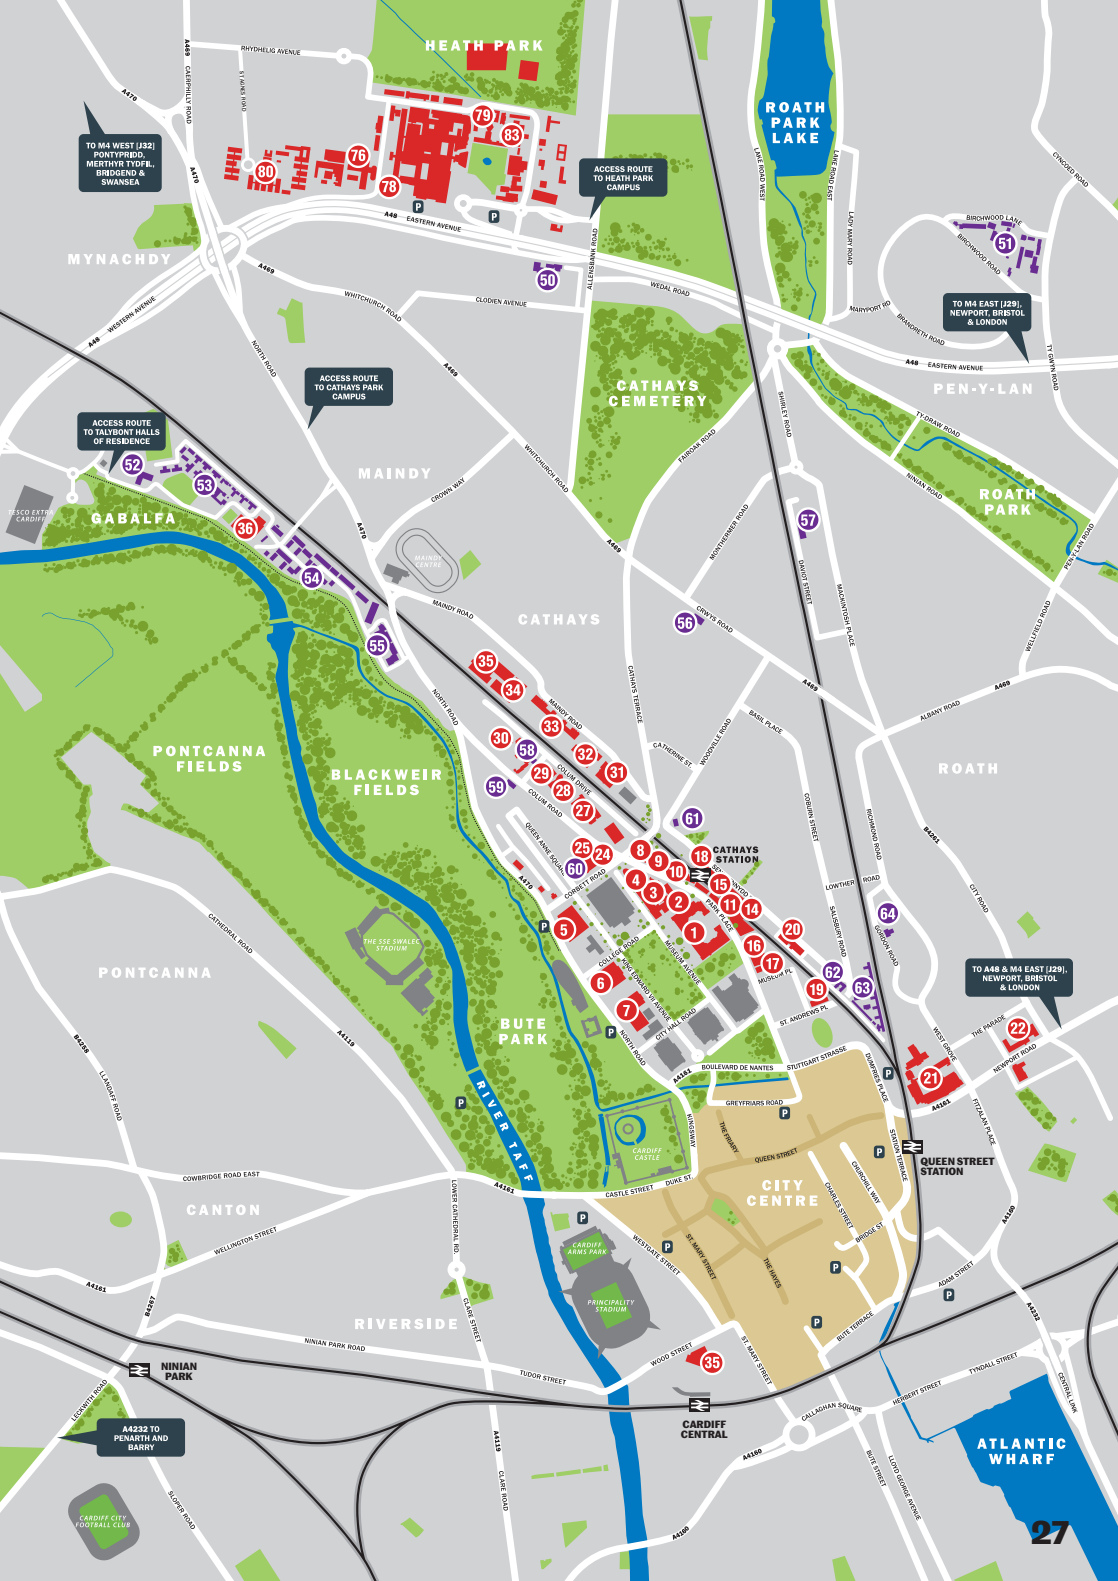 HEATH PARK
A469
CAERPHILLY ROAD
RHYDHELIG AVENUE
ST AGNES ROAD
A470
TO M4 WEST [J32]
PONTYPRIDD,
MERTHYR TYDFIL,
BRIDGEND &
SWANSEA
A470
79
83
76
80
78
P
P
ACCESS ROUTE
TO HEATH PARK
CAMPUS
ROATH
PARK
LAKE
LAKE ROAD WEST
LAKE ROAD EAST
LADY MARY ROAD
CYNCOED ROAD
BIRCHWOOD LANE
51
BIRCHWOOD ROAD
A48
EASTERN AVENUE
MYNACHDY
A469
ALLENSBANK ROAD
50
WEDAL ROAD
CLODIEN AVENUE
WHITCHURCH ROAD
MARYPORT RD
BRANDRETH ROAD
TO M4 EAST [J29],
NEWPORT, BRISTOL
& LONDON
WESTERN AVENUE
A48
NORTH ROAD
A469
A48
EASTERN AVENUE
TY GWYN ROAD
PEN-Y-LAN
ACCESS ROUTE
TO CATHAYS PARK
CAMPUS
CATHAYS
CEMETERY
SHIRLEY ROAD
TY-DRAW ROAD
ACCESS ROUTE
TO TALYBONT HALLS
OF RESIDENCE
FAIROAK ROAD
WHITCHURCH ROAD
52
53
MAINDY
CROWN WAY
NINIAN ROAD
ROATH
PARK
TESCO EXTRA
CARDIFF
GABALFA
36
A470
57
MONTHERMER ROAD
PEN-Y-LAN ROAD
A469
MAINDY
CENTRE
54
DAVIOT STREET
MACKINTOSH PLACE
MAINDY ROAD
CATHAYS
56
CRWYS ROAD
WELLFIELD ROAD
55
35
34
CATHAYS TERRACE
A469
A469
ALBANY ROAD
NORTH ROAD
MAINDY ROAD
33
BASIL PLACE
WOODVILLE ROAD
30
58
32
CATHERINE ST.
PONTCANNA
FIELDS
BLACKWEIR
FIELDS
29
COLUM DRIVE
31
ROATH
59
28
COLUM ROAD
27
61
COBURN STREET
RICHMOND ROAD
B4261
QUEEN ANNE SQUARE
25
24
8
9
18
CATHAYS
STATION
60
10
CORBETT ROAD
4
3
2
15
11
14
PARK PLACE
LOWTHER ROAD
CITY ROAD
A470
P
5
1
SALISBURY ROAD
64
GORDON ROAD
CATHEDRAL ROAD
THE SSE SWALEC
STADIUM
COLLEGE ROAD
MUSEUM AVENUE
16
20
17
MUSEUM PL
62
63
TO A48 & M4 EAST [J29],
NEWPORT, BRISTOL
& LONDON
PONTCANNA
6
KING EDWARD VII AVENUE
19
7
CITY HALL ROAD
ST. ANDREWS PL
B4258
A4119
BUTE
PARK
P
NORTH ROAD
WEST GROVE
THE PARADE
22
NEWPORT ROAD
STUTTGART STRASSE
BOULEVARD DE NANTES
DUMFRIES PLACE
P
21
A4161
A4161
GREYFRIARS ROAD
P
P
LLANDAFF ROAD
RIVER TAFF
KINGSWAY
THE FRIARY
CARDIFF
CASTLE
QUEEN STREET
P
STATION TERRACE
QUEEN STREET
STATION
FITZALAN PLACE
COWBRIDGE ROAD EAST
LOWER CATHEDRAL RD.
A4161
CASTLE STREET
DUKE ST.
CITY
CENTRE
CHURCHILL WAY
CHARLES STREET
CANTON
P
BRIDGE ST.
A4160
WELLINGTON STREET
CARDIFF
ARMS PARK
WESTGATE STREET
P
ST. MARY STREET
THE HAYES
P
ADAM STREET
P
A4161
B4267
PRINCIPALITY
STADIUM
A4232
RIVERSIDE
CLARE STREET
P
BUTE TERRACE
NINIAN PARK ROAD
WOOD STREET
35
ST. MARY STREET
NINIAN
PARK
TUDOR STREET
TYNDALL STREET
CENTRAL LINK
LECKWITH ROAD
HERBERT STREET
CALLAGHAN SQUARE
CARDIFF
CENTRAL
A4232 TO
PENARTH AND
BARRY
A4119
A4160
BUTE STREET
LLOYD GEORGE AVENUE
ATLANTIC
WHARF
SLOPER ROAD
CLARE ROAD
CARDIFF CITY
FOOTBALL CLUB
A4160
27